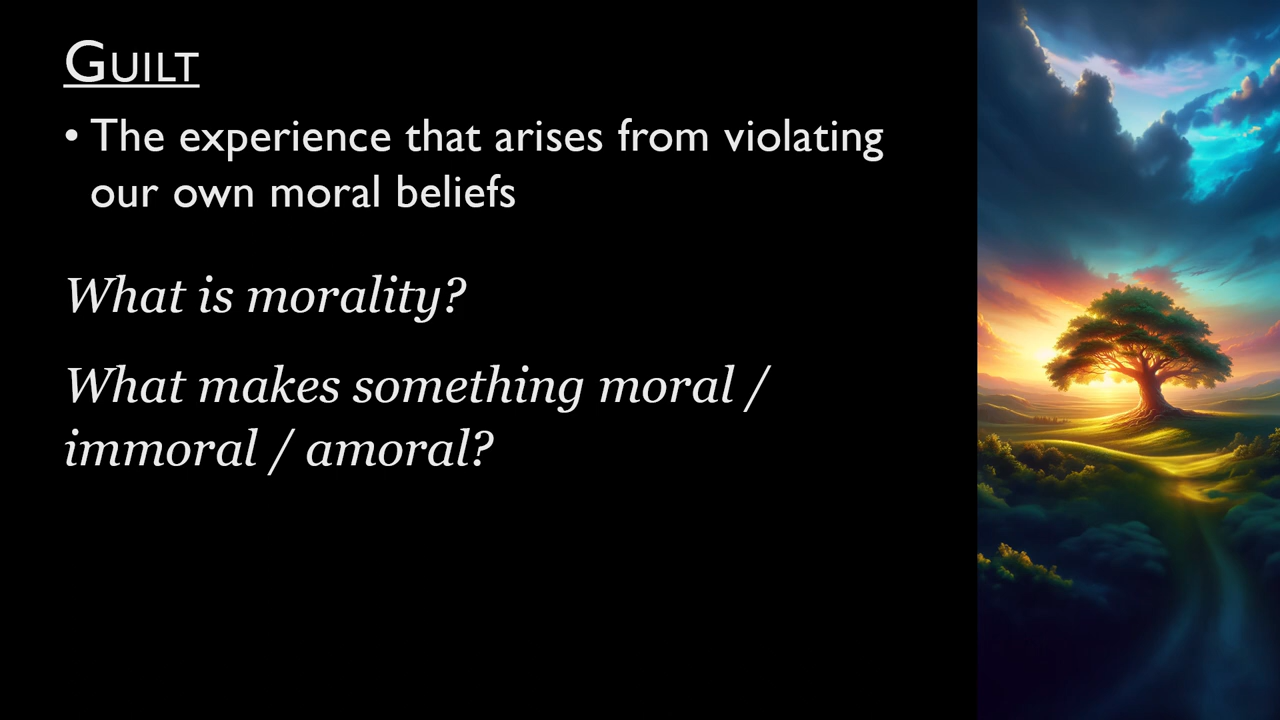 Guilt
• The experience that arises from violating
our own moral beliefs
What is morality?
What makes something moral /
immoral / amoral?